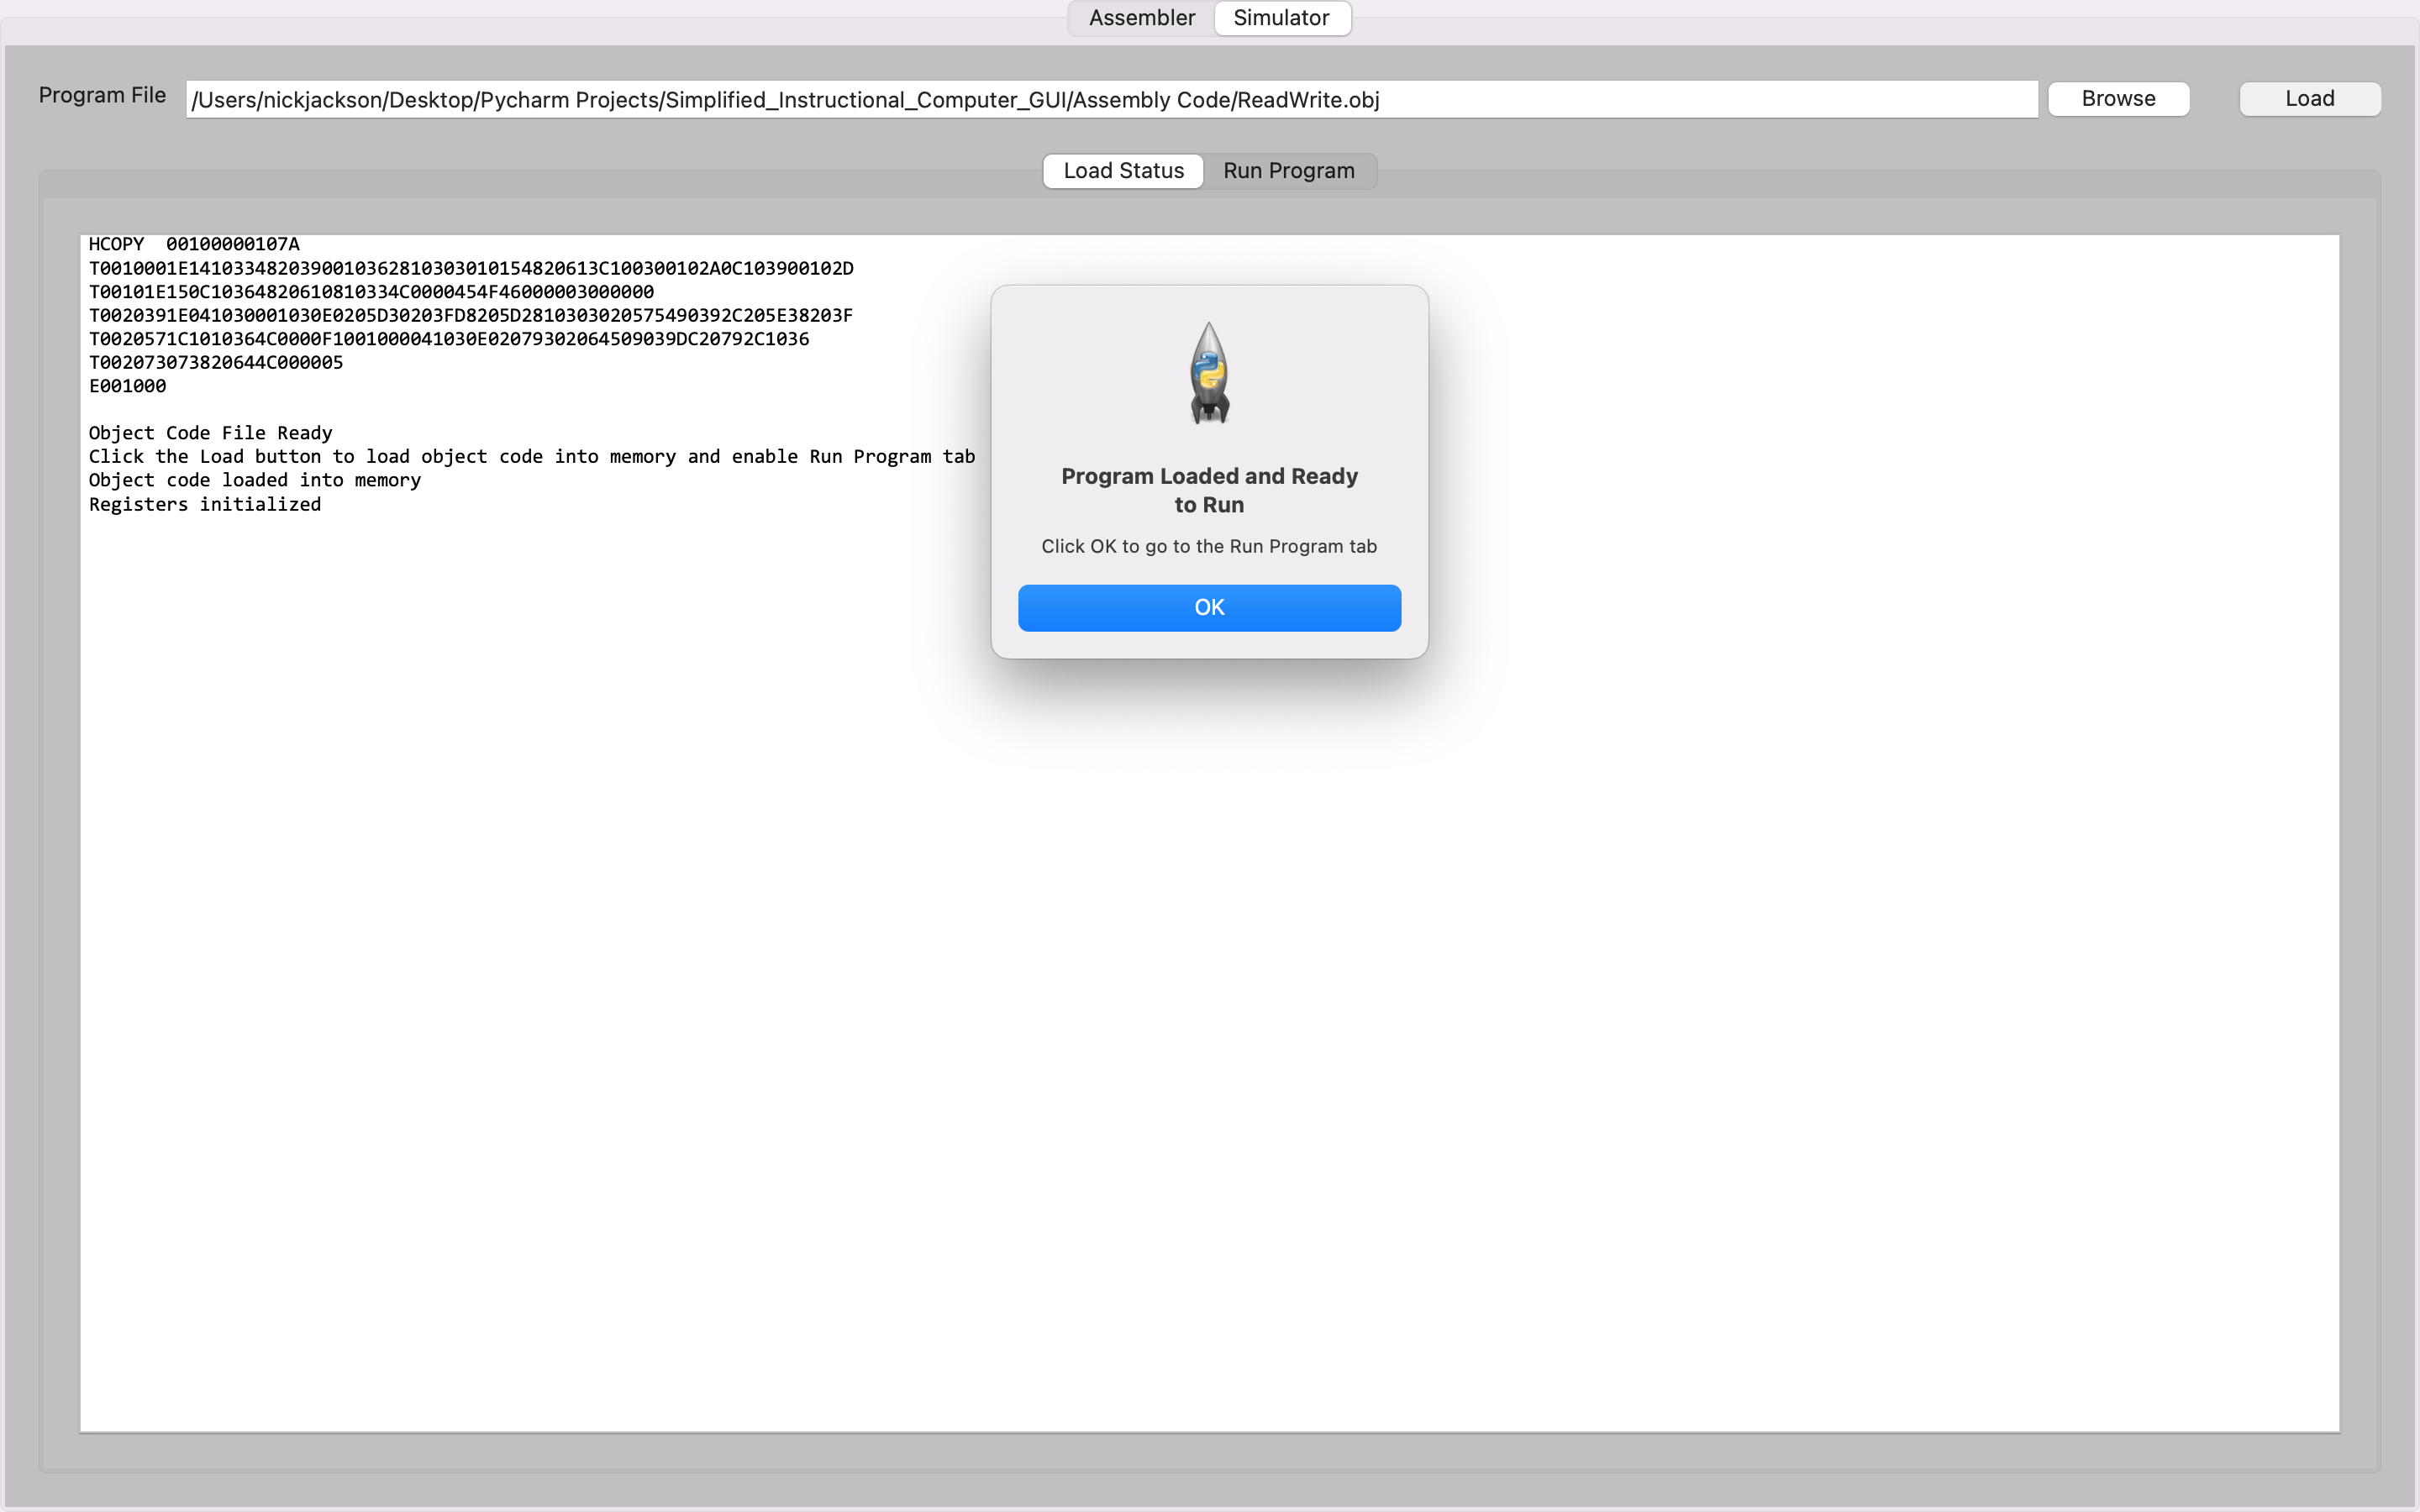 Assembler Simulator
Program File /Users/nickjackson/Desktop/Pycharm Projects/Simplified_Instructional_Computer_GUI/Assembly Code/ReadWrite.obj Browse Load
Load Status Run Program
HCOPY  00100000107A
T0010001E1410334820390010362810303010154820613C100300102A0C103900102D
T00101E150C10364820610810334C0000454F46000003000000
T0020391E041030001030E0205D30203FD8205D2810303020575490392C205E38203F
T0020571C1010364C0000F1001000041030E02079302064509039DC20792C1036
T002073073820644C000005
E001000
Object Code File Ready
Click the Load button to load object code into memory and enable Run Program tab
Object code loaded into memory
Registers initialized
Program Loaded and Ready
to Run
Click OK to go to the Run Program tab
OK